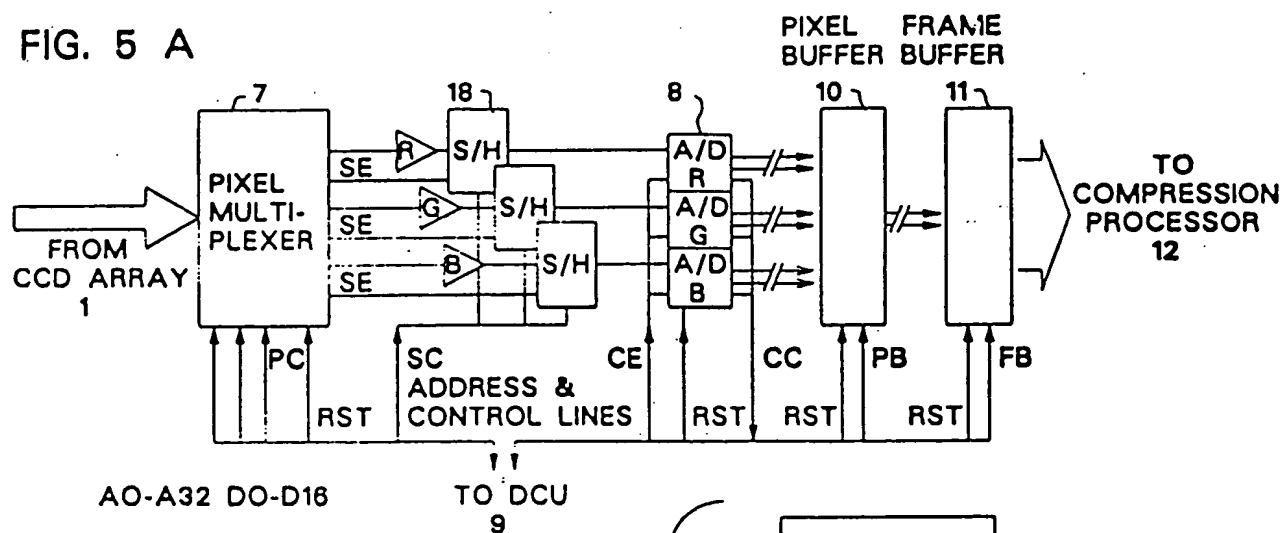 FIG. 5 A
PIXEL BUFFER
FRAME BUFFER
7
18
8
10
11
PIXEL
MULTI-
PLEXER
SE
SE
SE
R
G
B
S/H
S/H
S/H
A/D
R
A/D
G
A/D
B
FROM
CCD ARRAY
1
TO
COMPRESSION
PROCESSOR
12
PC
SC
CE
CC
PB
FB
ADDRESS &
CONTROL LINES
RST
RST
RST
RST
AO-A32 DO-D16
TO DCU
9